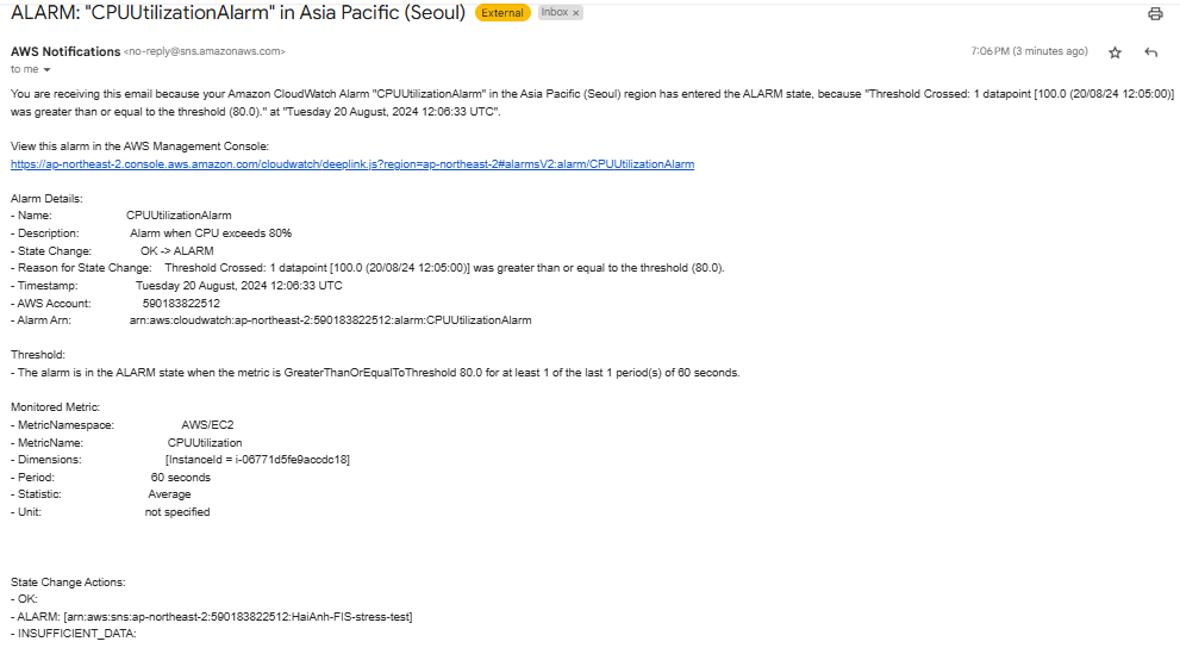 ALARM: "CPUUtilizationAlarm" in Asia Pacific (Seoul) External Inbox x
AWS Notifications <no-reply@sns.amazonaws.com> 7:06 PM (3 minutes ago)
to me
You are receiving this email because your Amazon CloudWatch Alarm "CPUUtilizationAlarm" in the Asia Pacific (Seoul) region has entered the ALARM state, because "Threshold Crossed: 1 datapoint [100.0 (20/08/24 12:05:00)]
was greater than or equal to the threshold (80.0)." at "Tuesday 20 August, 2024 12:06:33 UTC".
View this alarm in the AWS Management Console:
https://ap-northeast-2.console.aws.amazon.com/cloudwatch/deeplink.js?region=ap-northeast-2#alarmsV2:alarm/CPUUtilizationAlarm
Alarm Details:
- Name: CPUUtilizationAlarm
- Description: Alarm when CPU exceeds 80%
- State Change: OK -> ALARM
- Reason for State Change: Threshold Crossed: 1 datapoint [100.0 (20/08/24 12:05:00)] was greater than or equal to the threshold (80.0).
- Timestamp: Tuesday 20 August, 2024 12:06:33 UTC
- AWS Account: 590183822512
- Alarm Arn: arn:aws:cloudwatch:ap-northeast-2:590183822512:alarm:CPUUtilizationAlarm
Threshold:
- The alarm is in the ALARM state when the metric is GreaterThanOrEqualToThreshold 80.0 for at least 1 of the last 1 period(s) of 60 seconds.
Monitored Metric:
- MetricNamespace: AWS/EC2
- MetricName: CPUUtilization
- Dimensions: [InstanceId = i-06771d5fe9accdc18]
- Period: 60 seconds
- Statistic: Average
- Unit: not specified
State Change Actions:
- OK:
- ALARM: [arn:aws:sns:ap-northeast-2:590183822512:HaiAnh-FIS-stress-test]
- INSUFFICIENT_DATA: